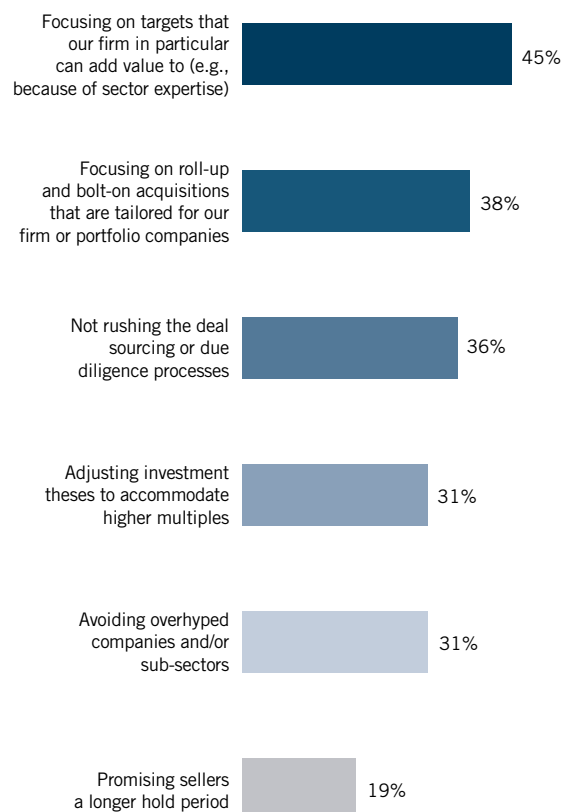 Focusing on targets that
our firm in particular
can add value to (e.g.,
because of sector expertise)
45%
Focusing on roll-up
and bolt-on acquisitions
that are tailored for our
firm or portfolio companies
38%
Not rushing the deal
sourcing or due
diligence processes
36%
Adjusting investment
theses to accommodate
higher multiples
31%
Avoiding overhyped
companies and/or
sub-sectors
31%
Promising sellers
a longer hold period
19%